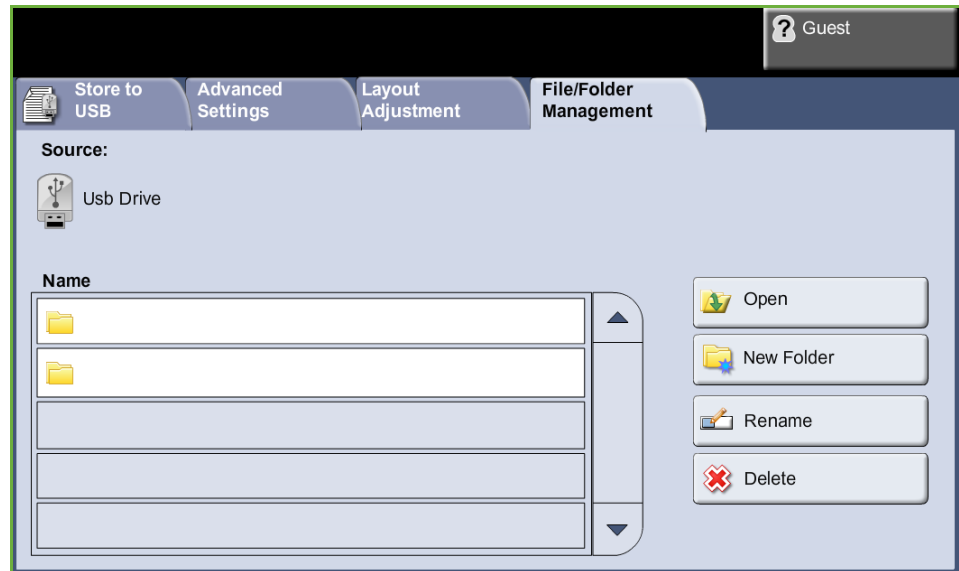 Guest
Store to
USB
Advanced
Settings
Layout
Adjustment
File/Folder
Management
Source:
Usb Drive
Name
Open
New Folder
Rename
Delete